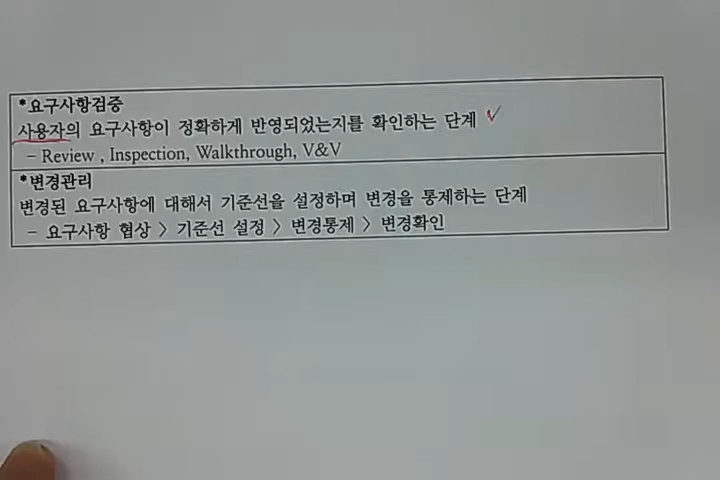 *요구사항검증
사용자의 요구사항이 정확하게 반영되었는지를 확인하는 단계
- Review , Inspection, Walkthrough, V&V
*변경관리
변경된 요구사항에 대해서 기준선을 설정하며 변경을 통제하는 단계
- 요구사항 협상 > 기준선 설정 > 변경통제 > 변경확인